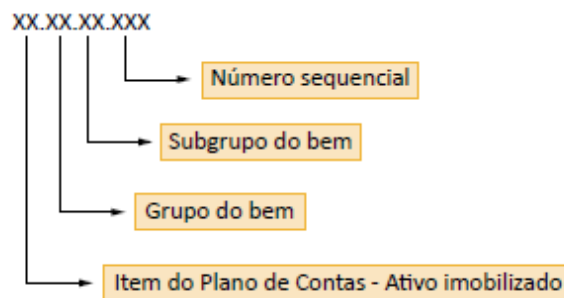 XX.XX.XX.XXX
Número sequencial
Subgrupo do bem
Grupo do bem
Item do Plano de Contas - Ativo imobilizado